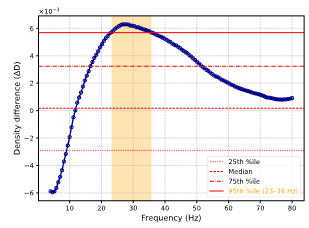 ×10⁻³
6
4
2
0
−2
−4
−6
Density difference (ΔD)
10 20 30 40 50 60 70 80
Frequency (Hz)
25th %ile
Median
75th %ile
95th %ile (23–36 Hz)